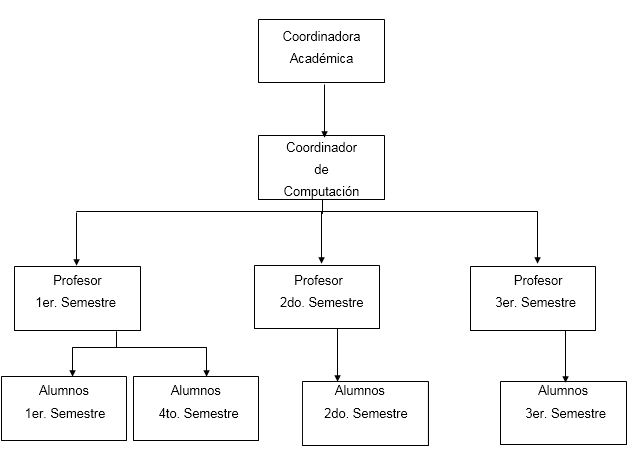 Coordinadora
Académica
Coordinador
de
Computación
Profesor
1er. Semestre
Profesor
2do. Semestre
Profesor
3er. Semestre
Alumnos
1er. Semestre
Alumnos
4to. Semestre
Alumnos
2do. Semestre
Alumnos
3er. Semestre